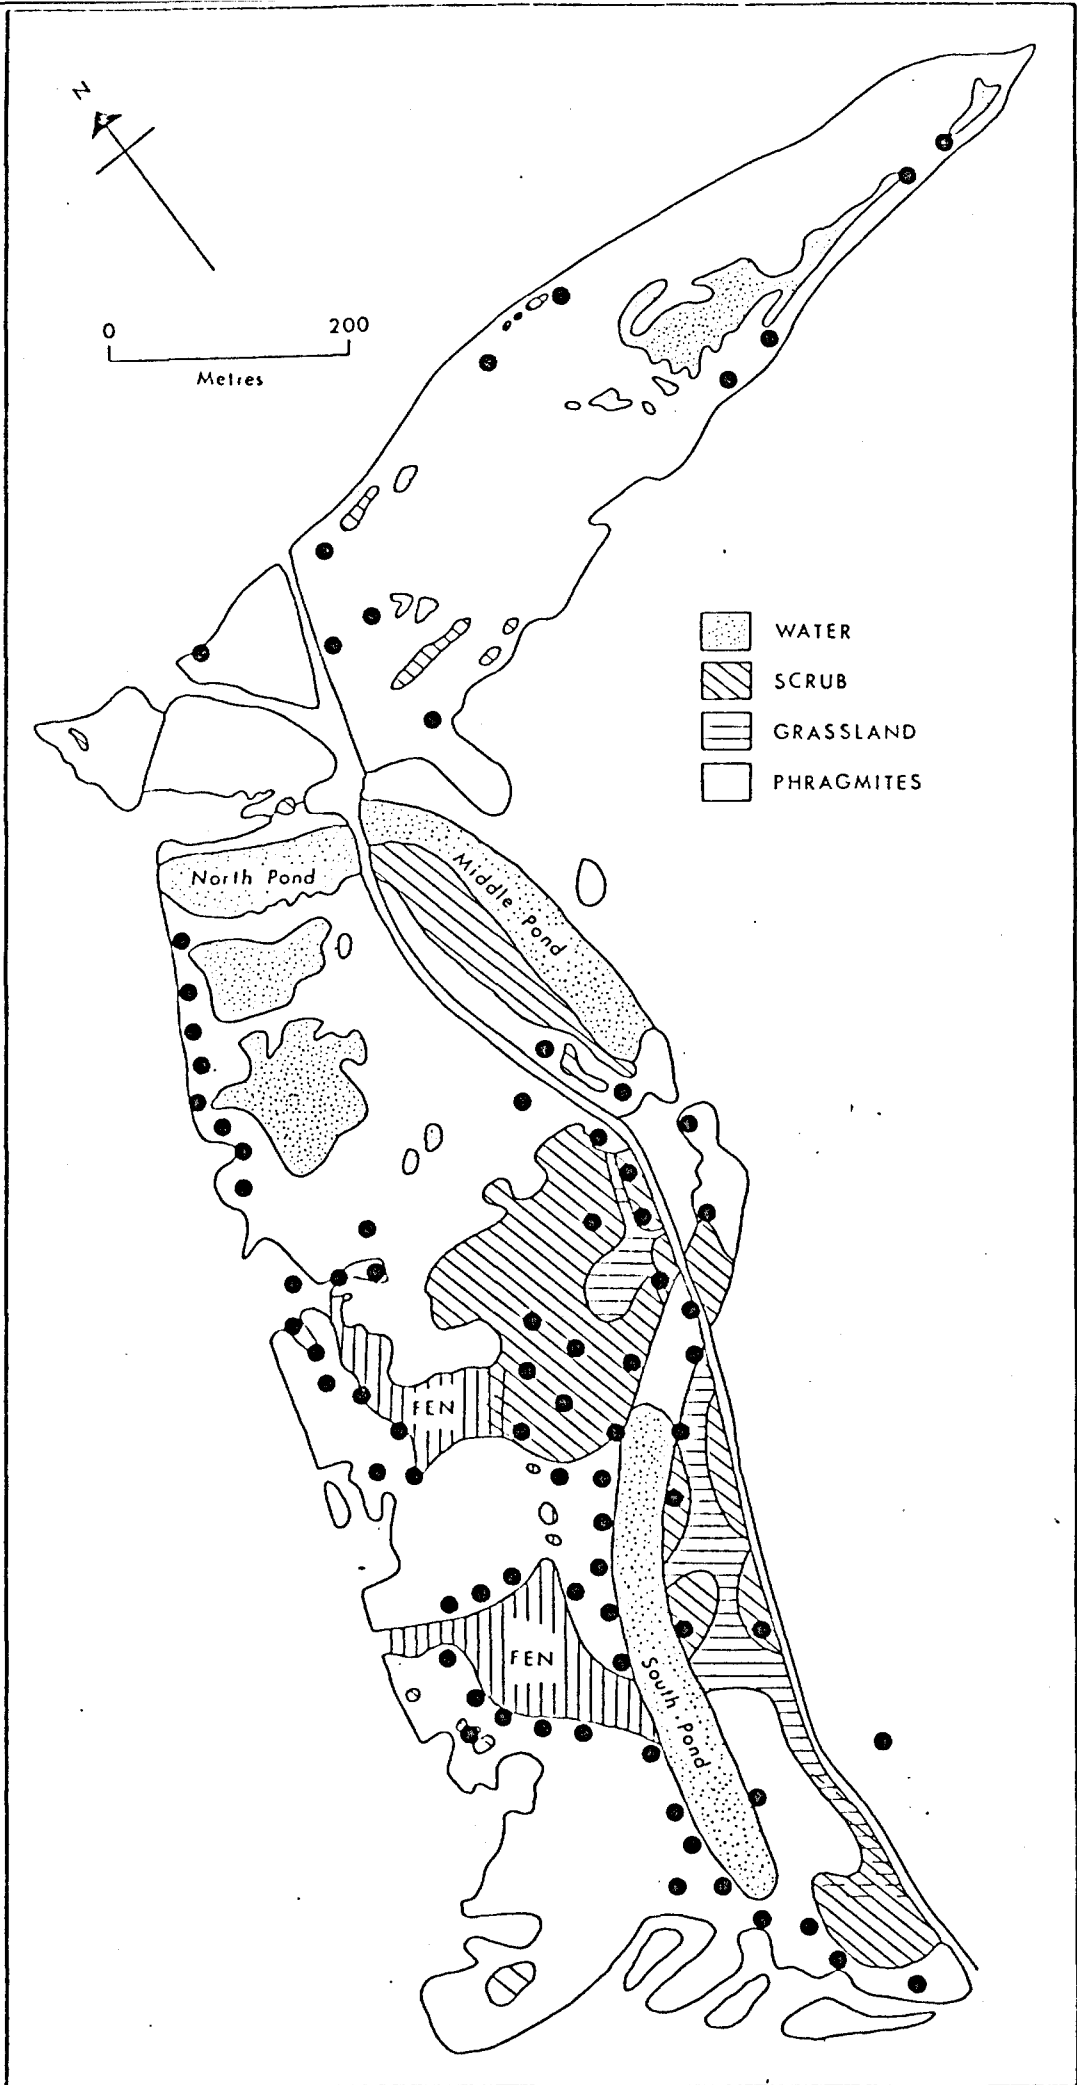 N
0 200
Metres
WATER
SCRUB
GRASSLAND
PHRAGMITES
North Pond
Middle Pond
FEN
FEN
South Pond